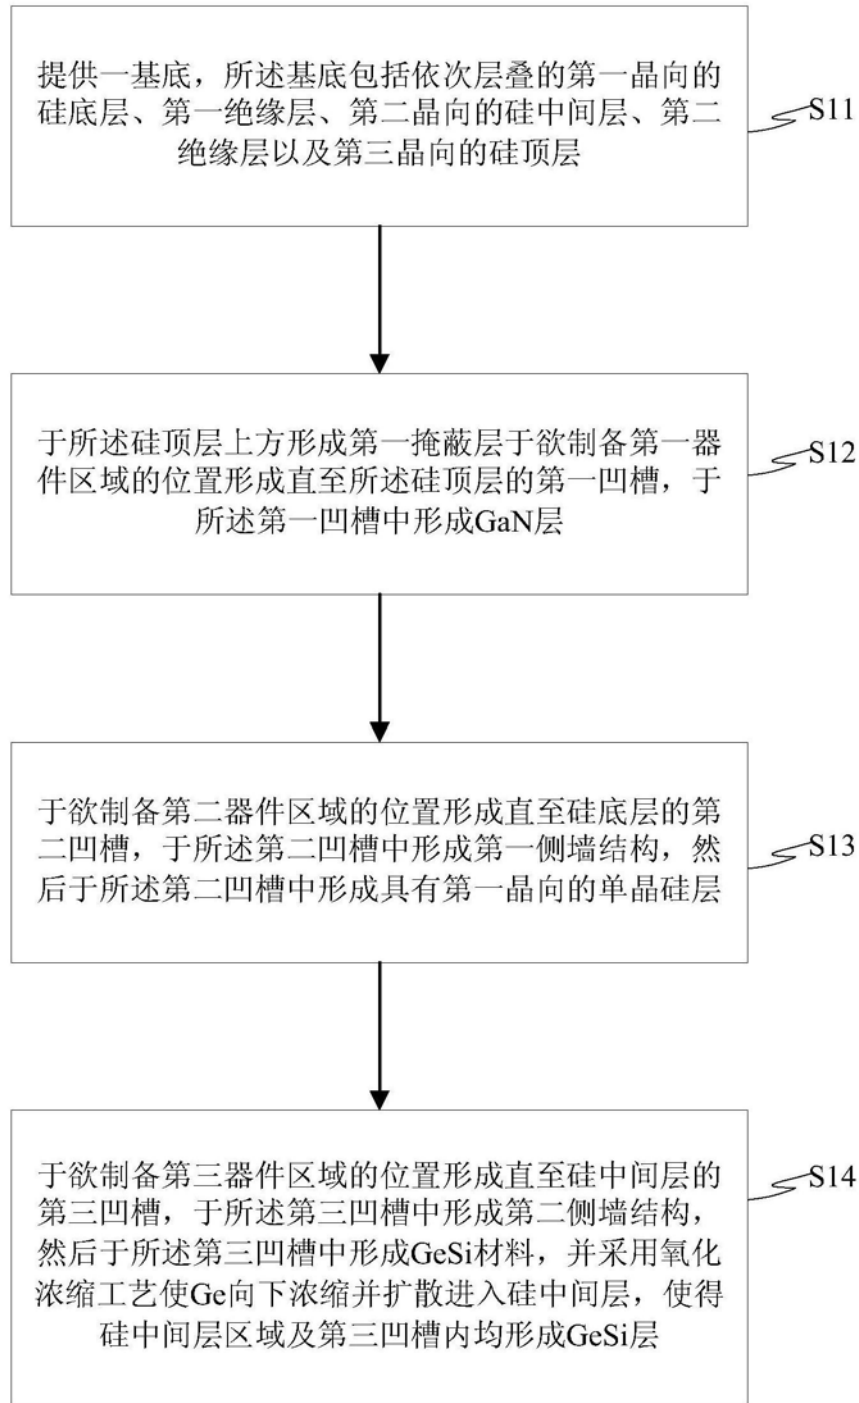 提供一基底，所述基底包括依次层叠的第一晶向的
硅底层、第一绝缘层、第二晶向的硅中间层、第二
绝缘层以及第三晶向的硅顶层
S11
于所述硅顶层上方形成第一掩蔽层于欲制备第一器
件区域的位置形成直至所述硅顶层的第一凹槽，于
所述第一凹槽中形成GaN层
S12
于欲制备第二器件区域的位置形成直至硅底层的第
二凹槽，于所述第二凹槽中形成第一侧墙结构，然
后于所述第二凹槽中形成具有第一晶向的单晶硅层
S13
于欲制备第三器件区域的位置形成直至硅中间层的
第三凹槽，于所述第三凹槽中形成第二侧墙结构，
然后于所述第三凹槽中形成GeSi材料，并采用氧化
浓缩工艺使Ge向下浓缩并扩散进入硅中间层，使得
硅中间层区域及第三凹槽内均形成GeSi层
S14